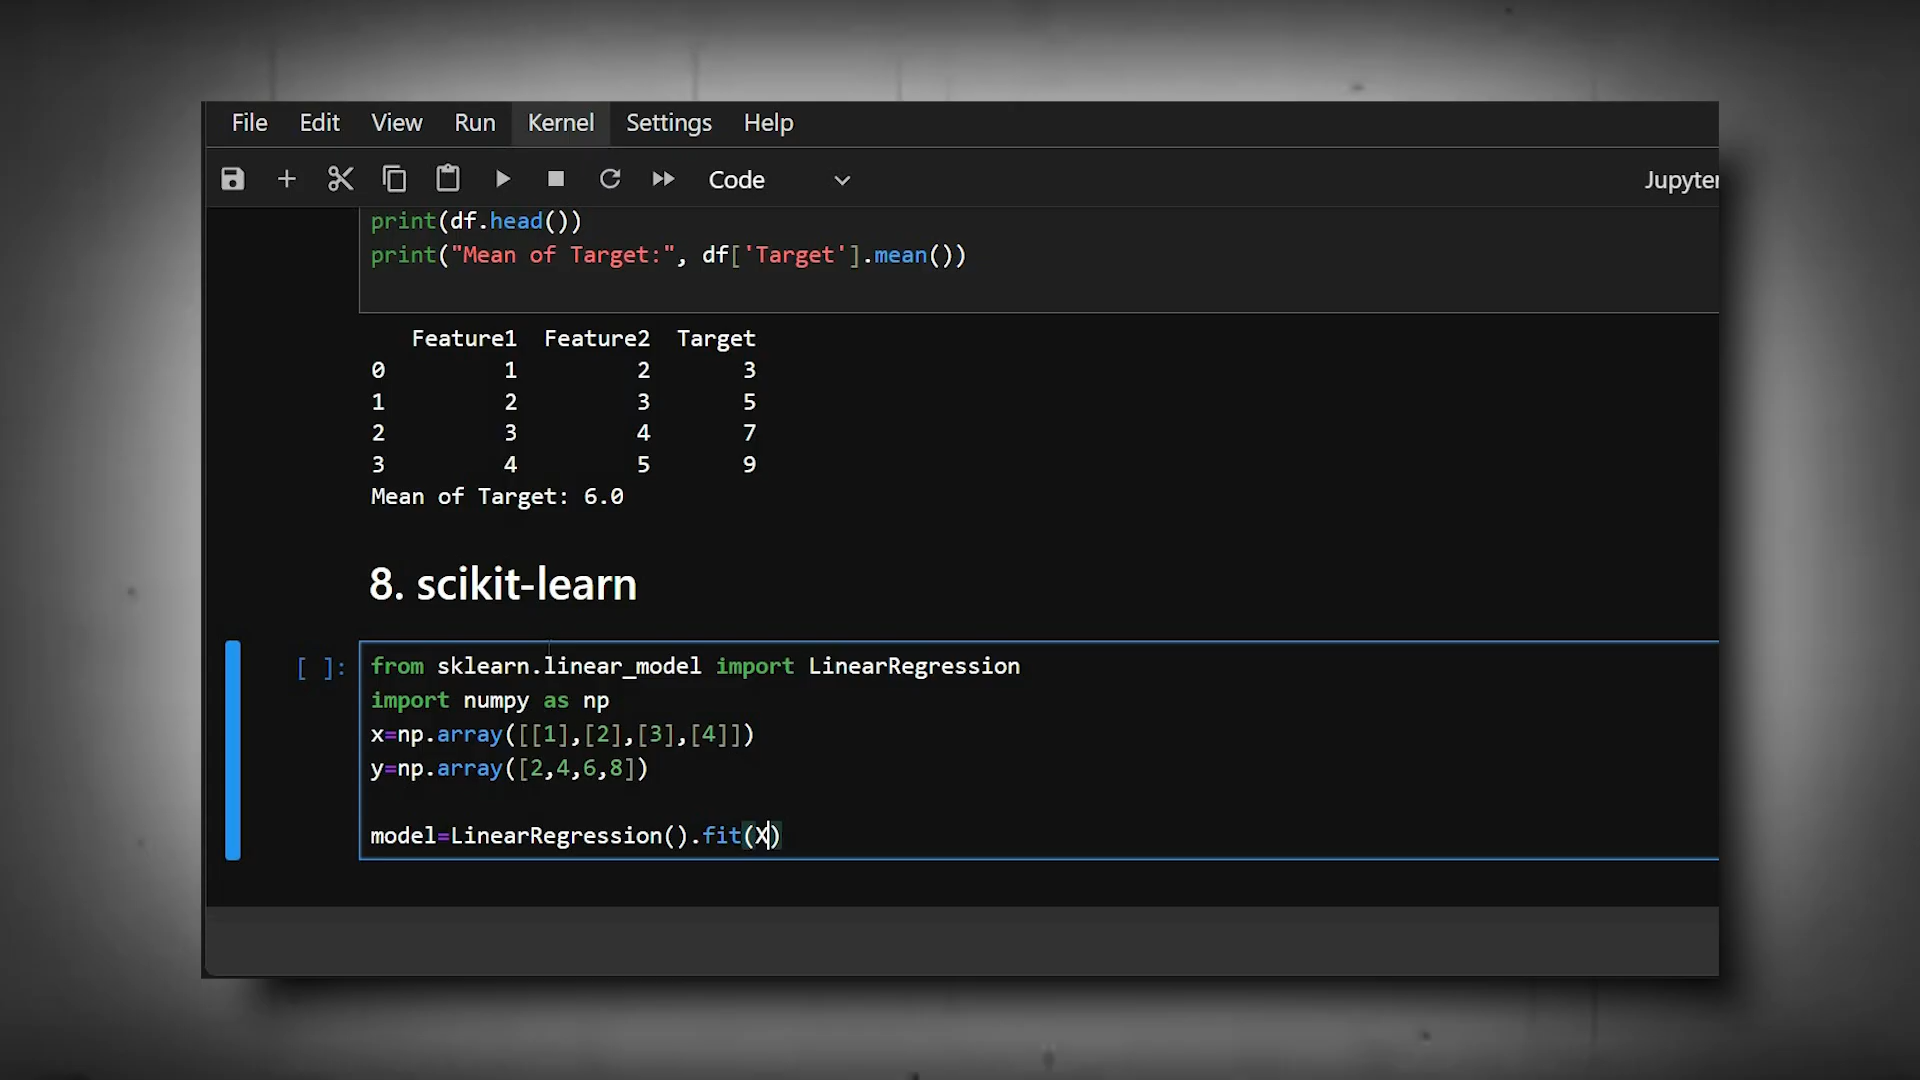 File Edit View Run Kernel Settings Help
Code Jupyter
print(df.head())
print("Mean of Target:", df['Target'].mean())
Feature1 Feature2 Target
0 1 2 3
1 2 3 5
2 3 4 7
3 4 5 9
Mean of Target: 6.0
8. scikit-learn
[ ]: from sklearn.linear_model import LinearRegression
import numpy as np
x=np.array([[1],[2],[3],[4]])
y=np.array([2,4,6,8])
model=LinearRegression().fit(X)